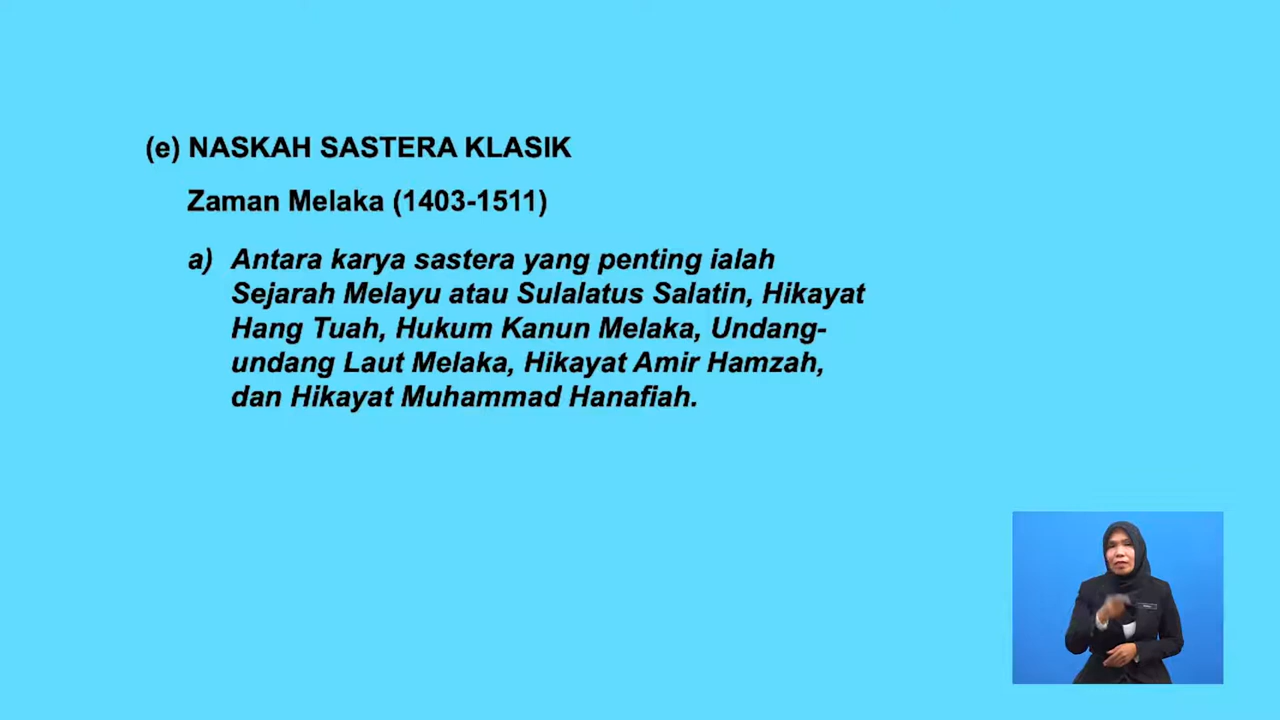 (e) NASKAH SASTERA KLASIK
Zaman Melaka (1403-1511)
a) Antara karya sastera yang penting ialah
Sejarah Melayu atau Sulalatus Salatin, Hikayat
Hang Tuah, Hukum Kanun Melaka, Undang-
undang Laut Melaka, Hikayat Amir Hamzah,
dan Hikayat Muhammad Hanafiah.